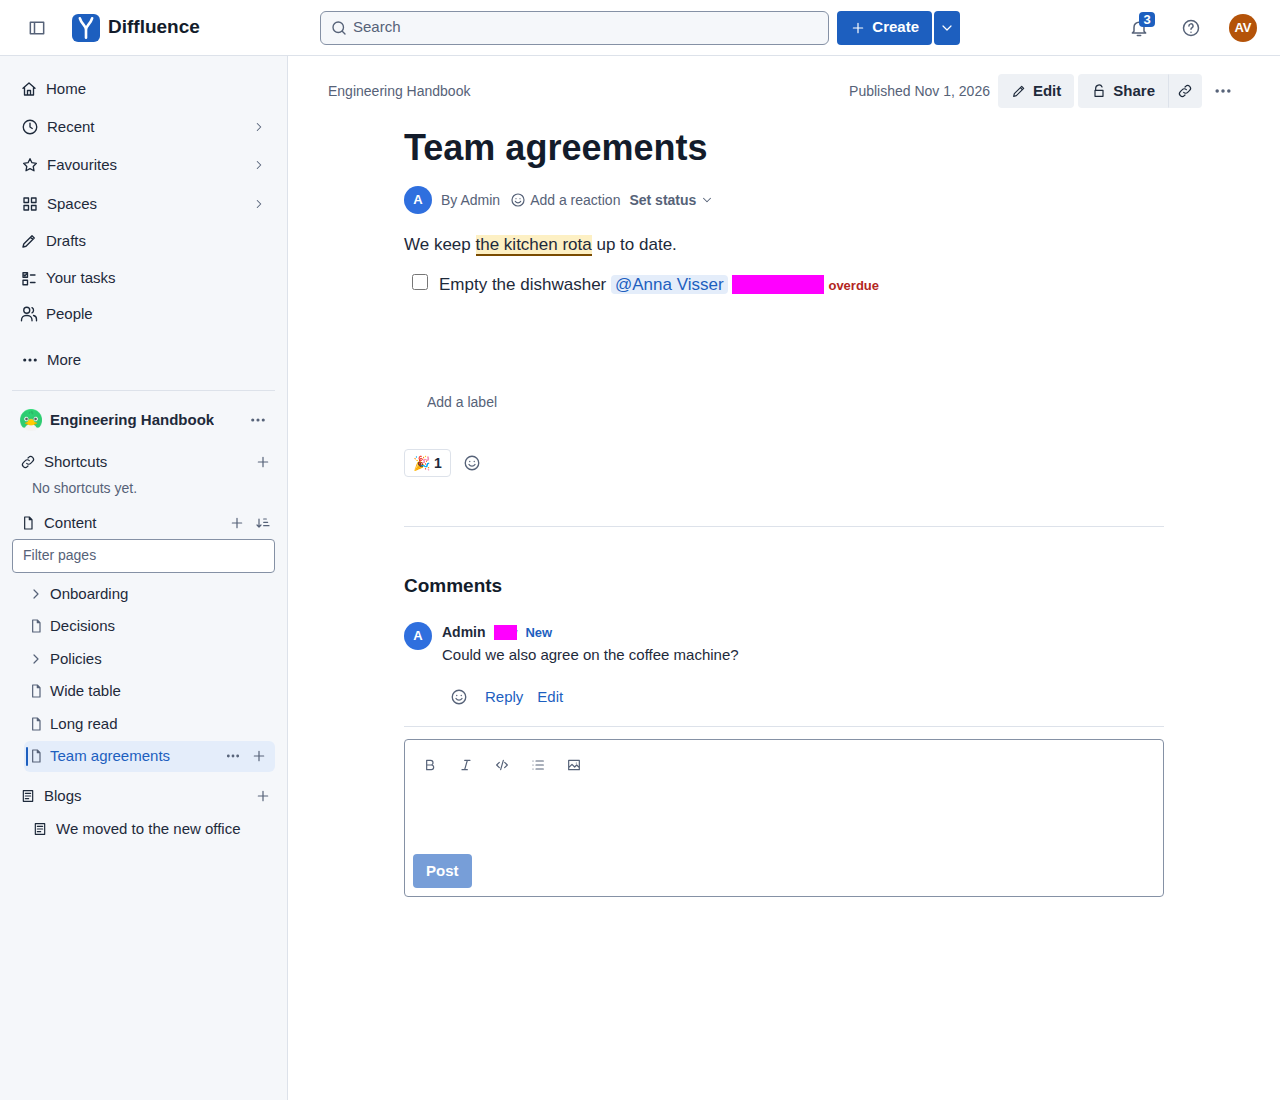 Diffluence
Search
Create
3
AV
Home
Recent
Favourites
Spaces
Drafts
Your tasks
People
More
Engineering Handbook
Shortcuts
No shortcuts yet.
Content
Filter pages
Onboarding
Decisions
Policies
Wide table
Long read
Team agreements
Blogs
We moved to the new office
Engineering Handbook
Published Nov 1, 2026
Edit
Share
Team agreements
A By Admin Add a reaction Set status
We keep the kitchen rota up to date.
Empty the dishwasher @Anna Visser overdue
Add a label
🎉 1
Comments
A Admin New
Could we also agree on the coffee machine?
Reply Edit
Post